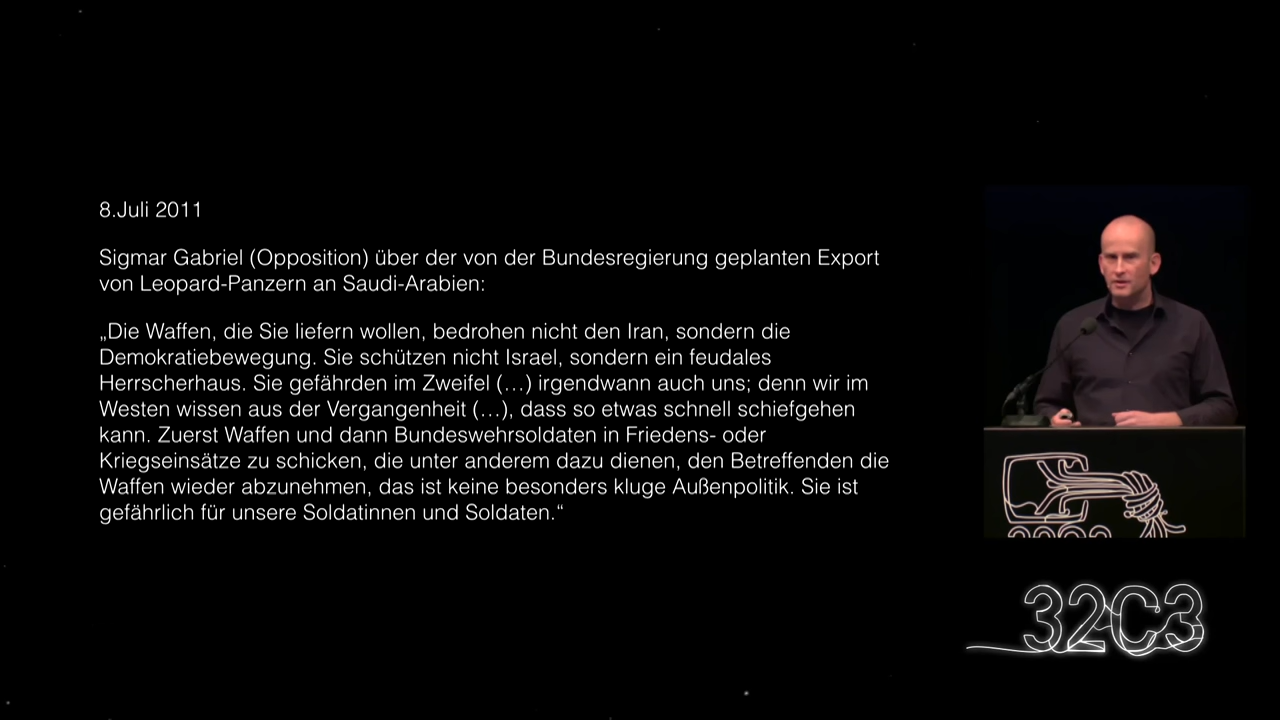 8.Juli 2011
Sigmar Gabriel (Opposition) über der von der Bundesregierung geplanten Export
von Leopard-Panzern an Saudi-Arabien:
„Die Waffen, die Sie liefern wollen, bedrohen nicht den Iran, sondern die
Demokratiebewegung. Sie schützen nicht Israel, sondern ein feudales
Herrscherhaus. Sie gefährden im Zweifel (…) irgendwann auch uns; denn wir im
Westen wissen aus der Vergangenheit (…), dass so etwas schnell schiefgehen
kann. Zuerst Waffen und dann Bundeswehrsoldaten in Friedens- oder
Kriegseinsätze zu schicken, die unter anderem dazu dienen, den Betreffenden die
Waffen wieder abzunehmen, das ist keine besonders kluge Außenpolitik. Sie ist
gefährlich für unsere Soldatinnen und Soldaten.“
32C3